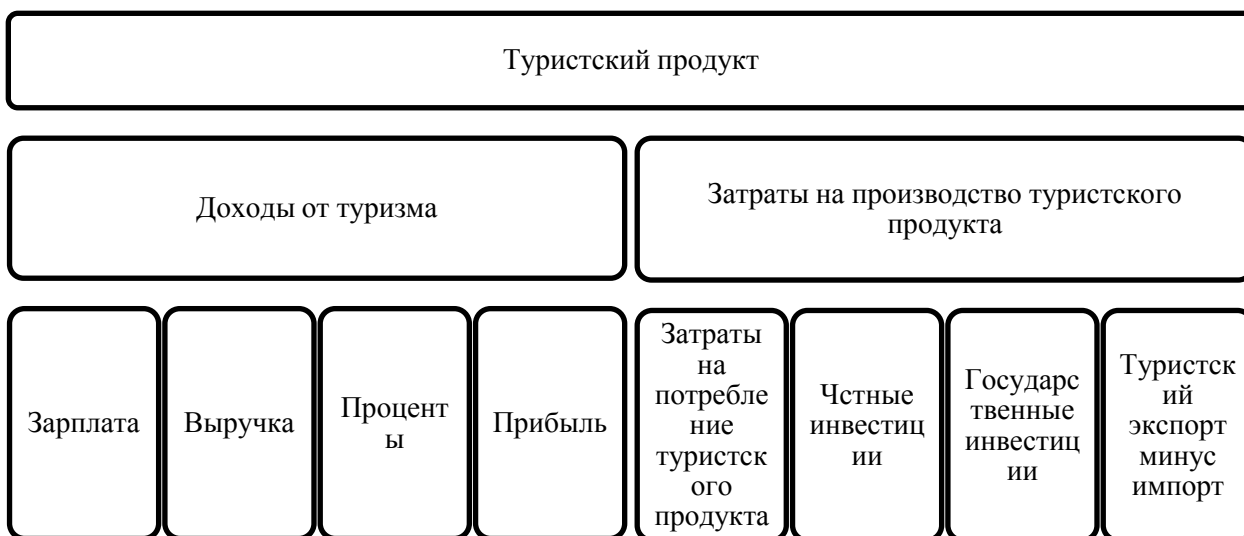 Туристский продукт
Доходы от туризма
Затраты на производство туристского
продукта
Зарплата
Выручка
Процент
ы
Прибыль
Затраты
на
потребле
ние
туристск
ого
продукта
Чстные
инвестиц
ии
Государс
твенные
инвестиц
ии
Туристск
ий
экспорт
минус
импорт